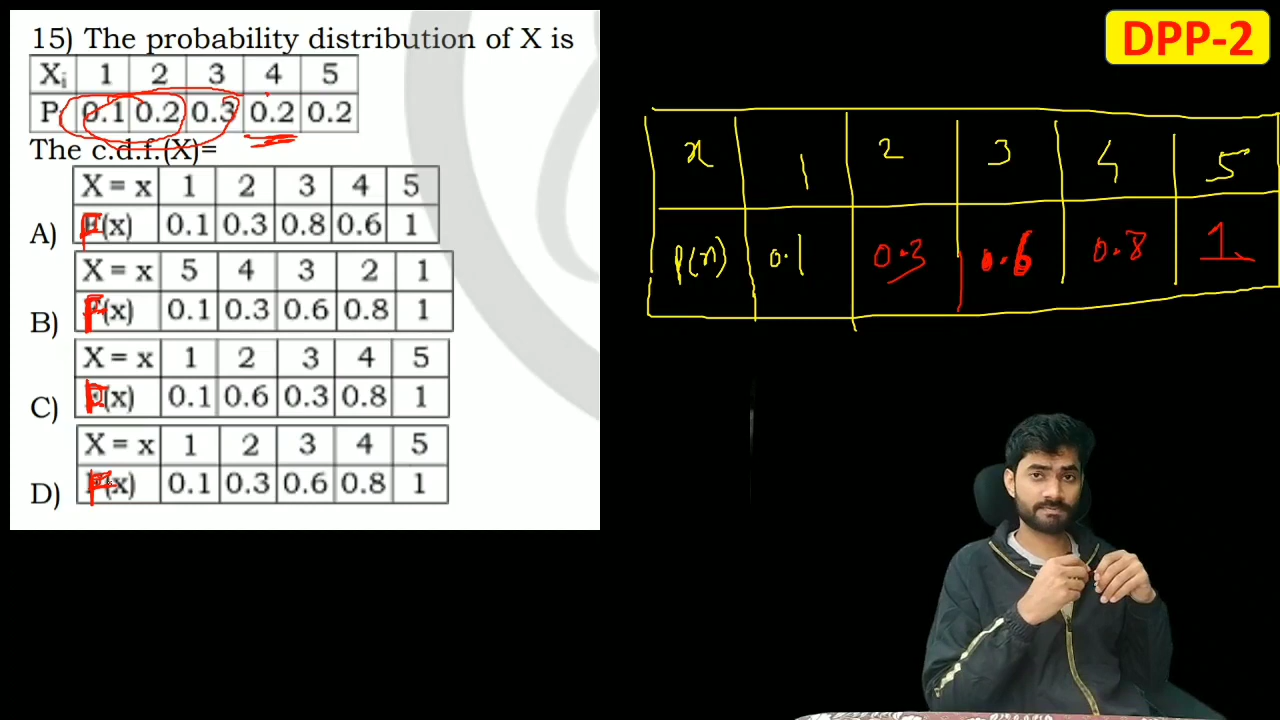 15) The probability distribution of X is
Xi 1 2 3 4 5
P 0.1 0.2 0.3 0.2 0.2
The c.d.f.(X)=
X = x 1 2 3 4 5
A) F(x) 0.1 0.3 0.8 0.6 1
X = x 5 4 3 2 1
B) F(x) 0.1 0.3 0.6 0.8 1
X = x 1 2 3 4 5
C) F(x) 0.1 0.6 0.3 0.8 1
X = x 1 2 3 4 5
D) F(x) 0.1 0.3 0.6 0.8 1
DPP-2
x 1 2 3 4 5
P(x) 0.1 0.3 0.6 0.8 1